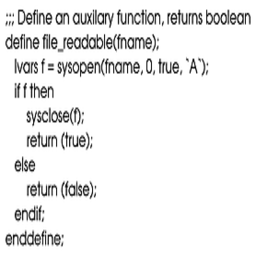 ;;; Define an auxilary function, returns boolean
define file_readable(fname);
lvars f = sysopen(fname, 0, true, `A`);
if f then
sysclose(f);
return (true);
else
return (false);
endif;
enddefine;